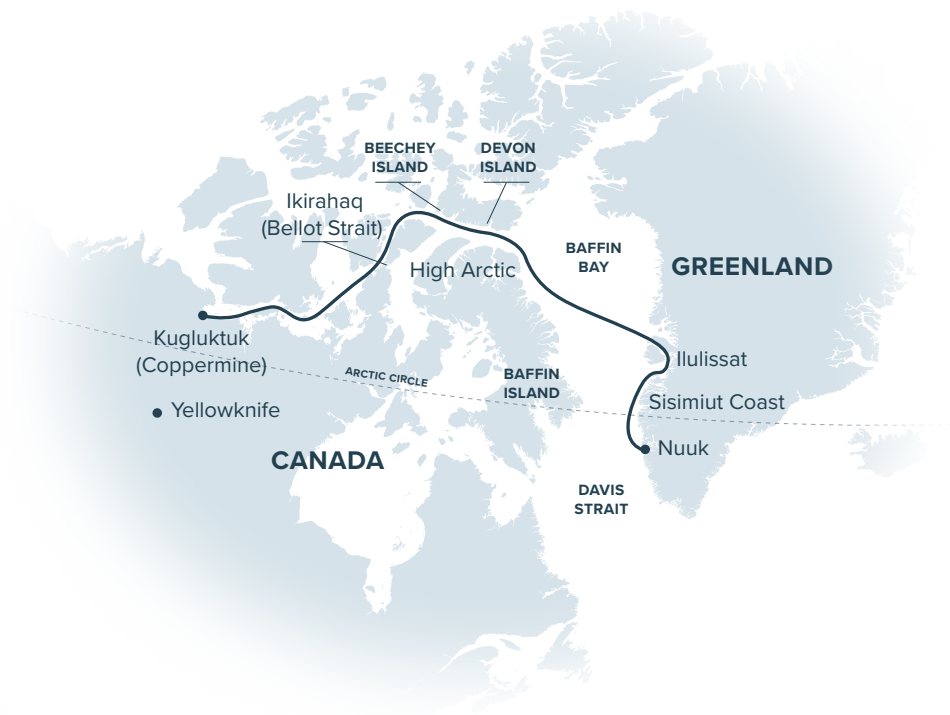 BEECHEY
ISLAND
DEVON
ISLAND
Ikirahaq
(Bellot Strait)
BAFFIN
BAY
High Arctic
GREENLAND
Kugluktuk
(Coppermine)
Ilulissat
ARCTIC CIRCLE
BAFFIN
ISLAND
Sisimiut Coast
Yellowknife
Nuuk
CANADA
DAVIS
STRAIT